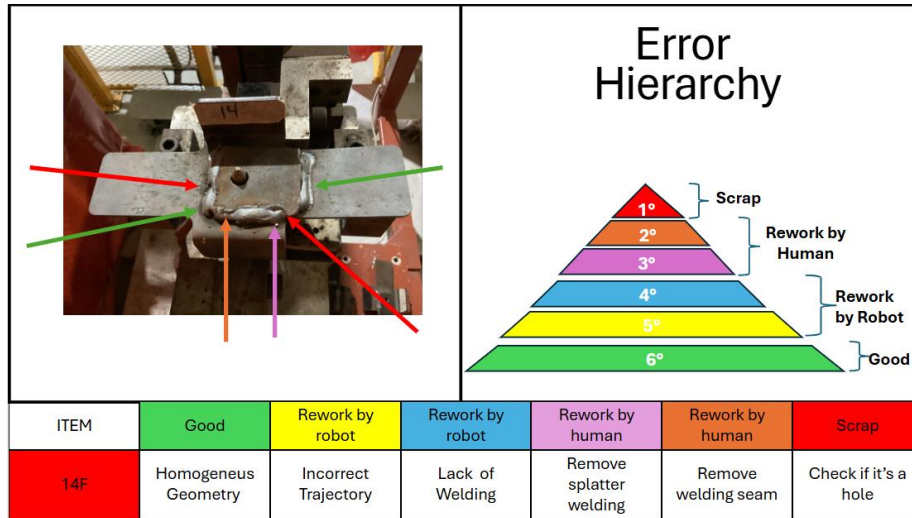 14
Error
Hierarchy
1°
2°
3°
4°
5°
6°
Scrap
Rework by
Human
Rework
by Robot
Good
ITEM
Good
Rework by
robot
Rework by
robot
Rework by
human
Rework by
human
Scrap
14F
Homogeneus
Geometry
Incorrect
Trajectory
Lack of
Welding
Remove
splatter
welding
Remove
welding seam
Check if it's a
hole